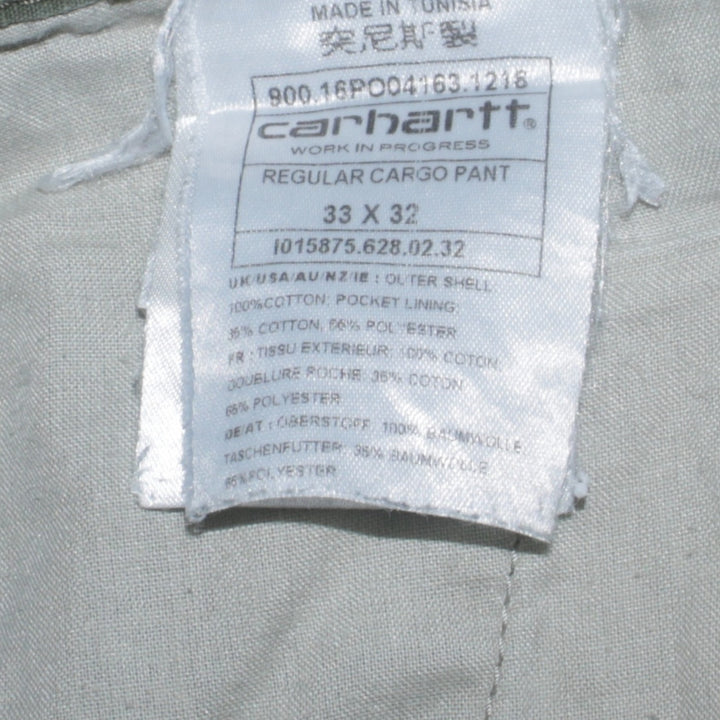 MADE IN TUNISIA
突尼斯製
900.16PO04163.1218
carhartt®
WORK IN PROGRESS
REGULAR CARGO PANT
33 X 32
I015875.628.02.32
UK/USA/AU/NZ/IE : OUTER SHELL
100%COTTON: POCKET LINING
35% COTTON, 65% POLYESTER
FR : TISSU EXTERIEUR: 100% COTON:
DOUBLURE POCHE: 35% COTON
65% POLYESTER
DE/AT : OBERSTOFF: 100% BAUMWOLLE
TASCHENFUTTER: 35% BAUMWOLLE
65% POLYESTER